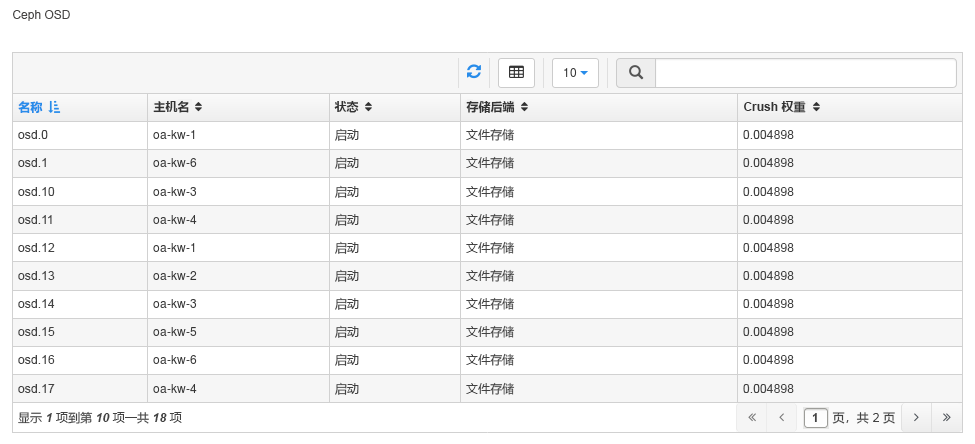 Ceph OSD
10
名称 主机名 状态 存储后端 Crush 权重
osd.0 oa-kw-1 启动 文件存储 0.004898
osd.1 oa-kw-6 启动 文件存储 0.004898
osd.10 oa-kw-3 启动 文件存储 0.004898
osd.11 oa-kw-4 启动 文件存储 0.004898
osd.12 oa-kw-1 启动 文件存储 0.004898
osd.13 oa-kw-2 启动 文件存储 0.004898
osd.14 oa-kw-3 启动 文件存储 0.004898
osd.15 oa-kw-5 启动 文件存储 0.004898
osd.16 oa-kw-6 启动 文件存储 0.004898
osd.17 oa-kw-4 启动 文件存储 0.004898
显示 1 项到第 10 项—共 18 项 « ‹ 1 页，共 2 页 › »